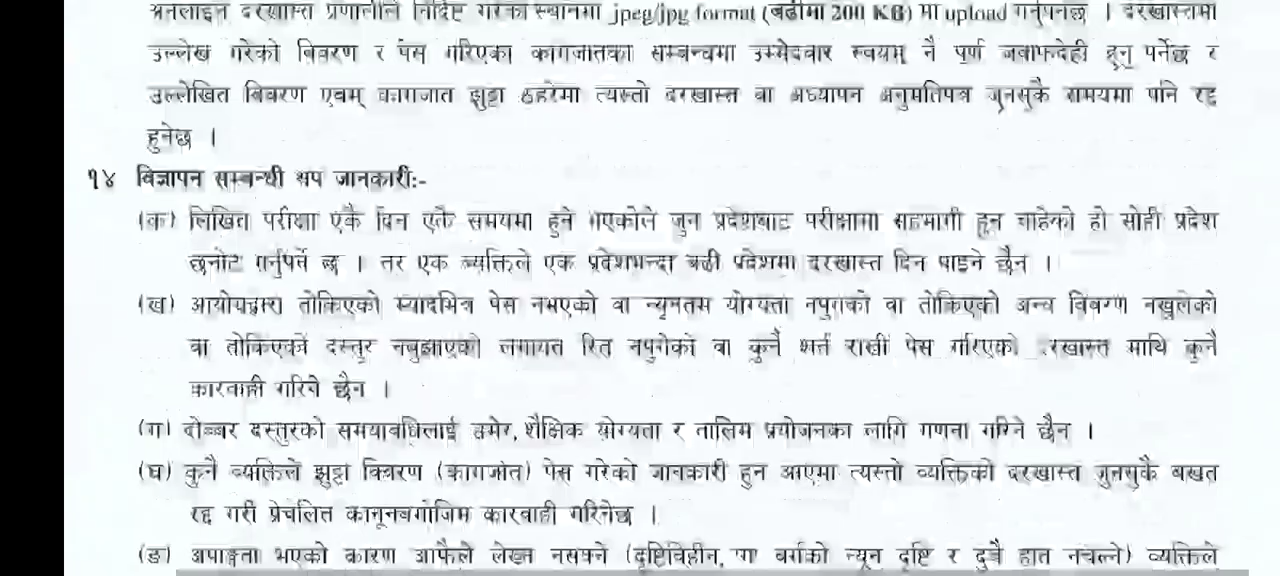 अनलाइन दरखास्त प्रणालीले निर्दिष्ट गरेका स्थानमा jpeg/jpg format (बढीमा 200 KB) मा upload गर्नुपर्नेछ । दरखास्तमा
उल्लेख गरेको विवरण र पेस गरिएका कागजातका सम्बन्धमा उम्मेदवार स्वयम् नै पूर्ण जवाफदेही हुनु पर्नेछ र
उल्लेखित विवरण एवम् कागजात झुट्ठा ठहरेमा त्यस्तो दरखास्त वा अध्यापन अनुमतिपत्र जुनसुकै समयमा पनि रद्द
हुनेछ ।
१४ विज्ञापन सम्बन्धी थप जानकारीः-
(क) लिखित परीक्षा एकै दिन एकै समयमा हुने भएकोले जुन प्रदेशबाट परीक्षामा सहभागी हुन चाहेको हो सोही प्रदेश
छनोट गर्नुपर्ने छ । तर एक व्यक्तिले एक प्रदेशभन्दा बढी प्रदेशमा दरखास्त दिन पाइने छैन ।
(ख) आयोगद्वारा तोकिएको म्यादभित्र पेस नभएको वा न्यूनतम योग्यता नपुगेको वा तोकिएको अन्य विवरण नखुलेको
वा तोकिएको दस्तुर नबुझाएको लगायत रित नपुगेको वा कुनै शर्त राखी पेस गरिएको दरखास्त माथि कुनै
कारवाही गरिने छैन ।
(ग) दोब्बर दस्तुरको समयावधिलाई उमेर, शैक्षिक योग्यता र तालिम प्रयोजनका लागि गणना गरिने छैन ।
(घ) कुनै व्यक्तिले झुट्ठा विवरण (कागजात) पेस गरेको जानकारी हुन आएमा त्यस्तो व्यक्तिको दरखास्त जुनसुकै बखत
रद्द गरी प्रचलित कानूनबमोजिम कारवाही गरिनेछ ।
(ङ) अपाङ्गता भएको कारण आफैले लेख्न नसक्ने (दृष्टिविहीन, 'ग' वर्गको न्यून दृष्टि र दुवै हात नचल्ने) व्यक्तिले